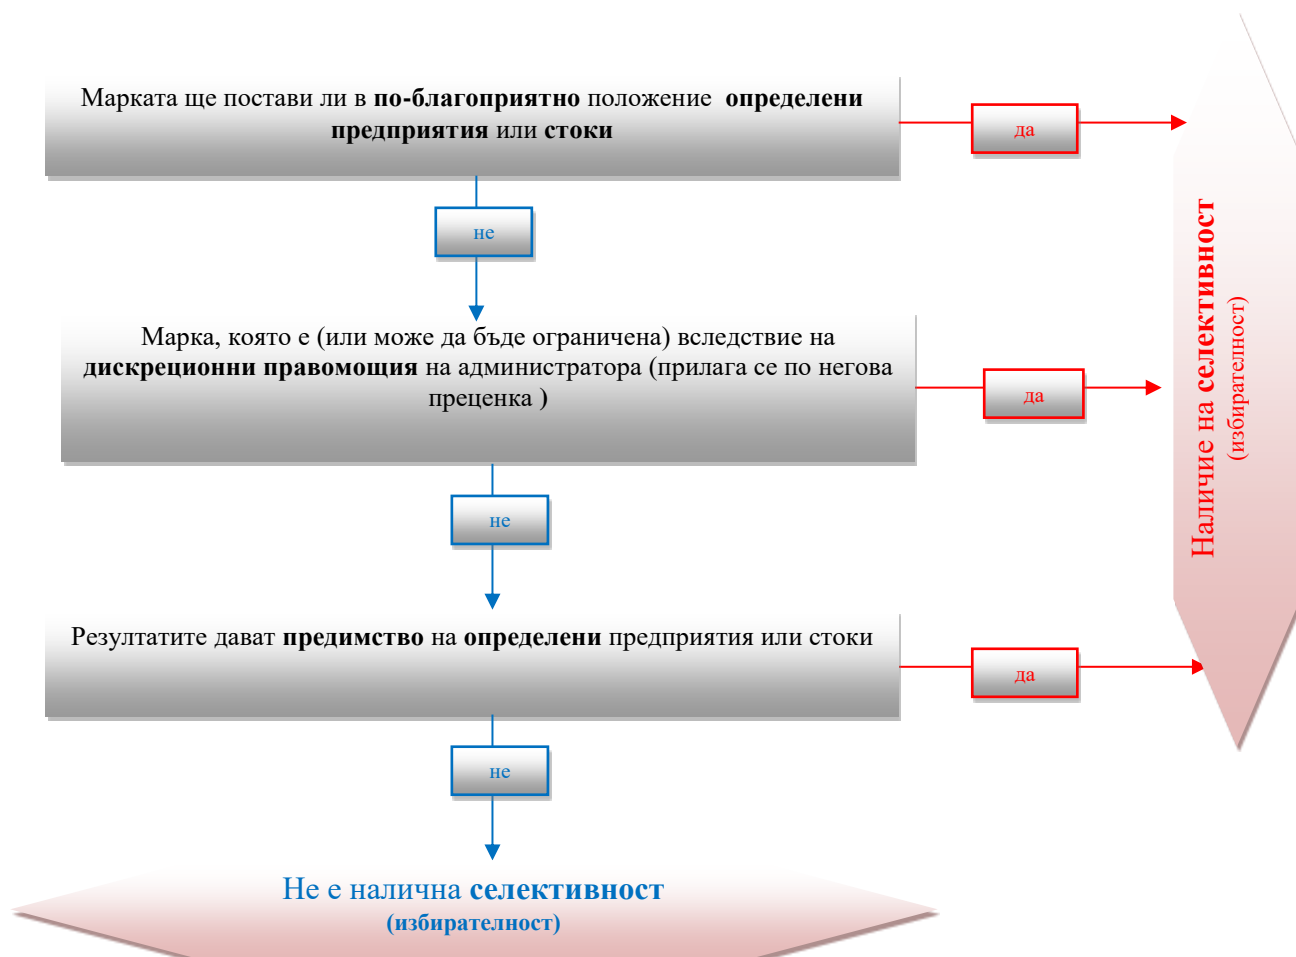 Марката ще постави ли в по-благоприятно положение определени
предприятия или стоки
да
не
Марка, която е (или може да бъде ограничена) вследствие на
дискреционни правомощия на администратора (прилага се по негова
преценка )
да
не
Резултатите дават предимство на определени предприятия или стоки
да
не
Наличие на селективност
(избирателност)
Не е налична селективност
(избирателност)